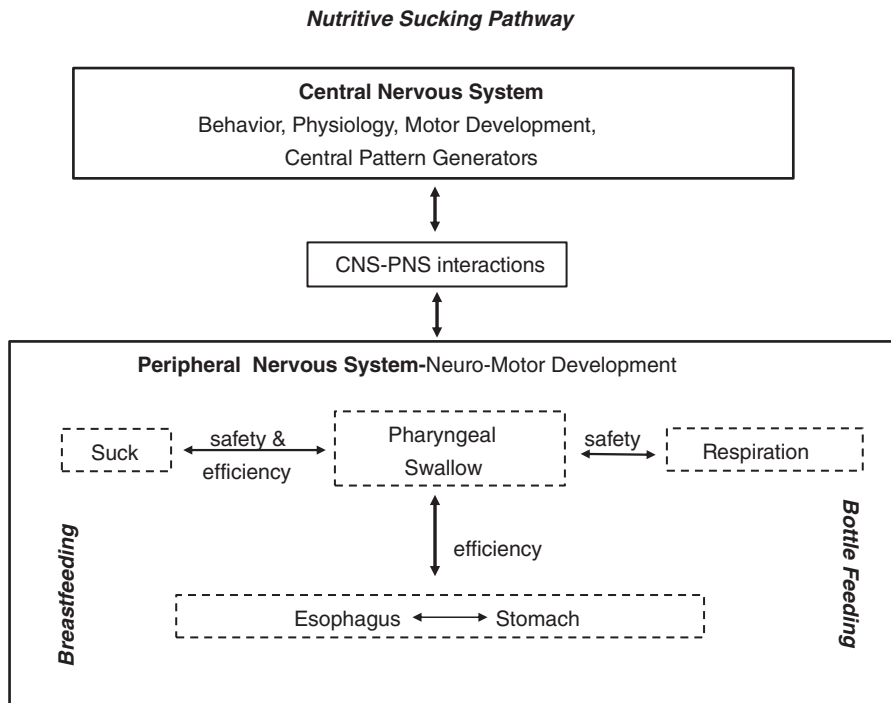 Nutritive Sucking Pathway
Central Nervous System
Behavior, Physiology, Motor Development,
Central Pattern Generators
CNS-PNS interactions
Peripheral Nervous System-Neuro-Motor Development
Suck
safety &
efficiency
Pharyngeal
Swallow
safety
Respiration
efficiency
Esophagus
Stomach
Breastfeeding
Bottle Feeding